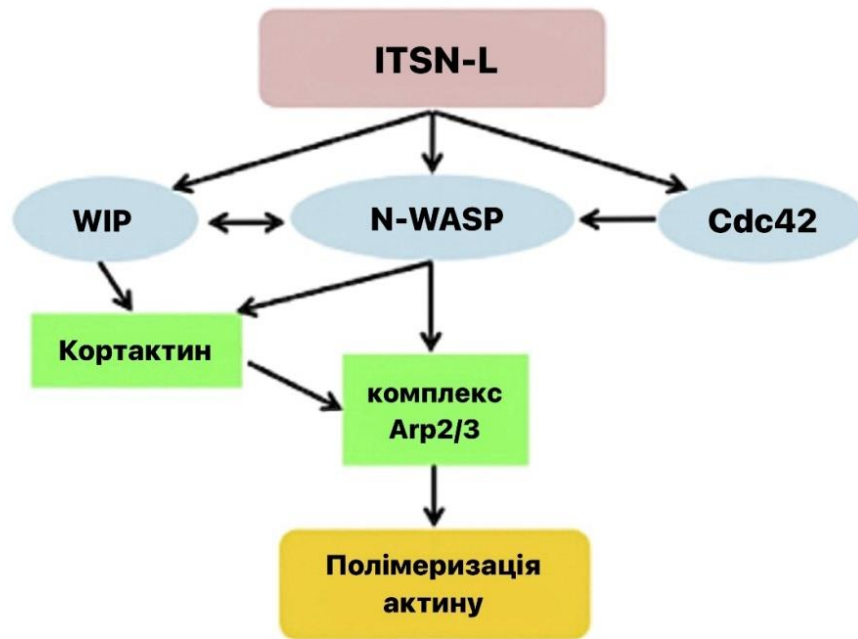 ITSN-L
WIP
N-WASP
Cdc42
Кортактин
комплекс
Arp2/3
Полімеризація
актину